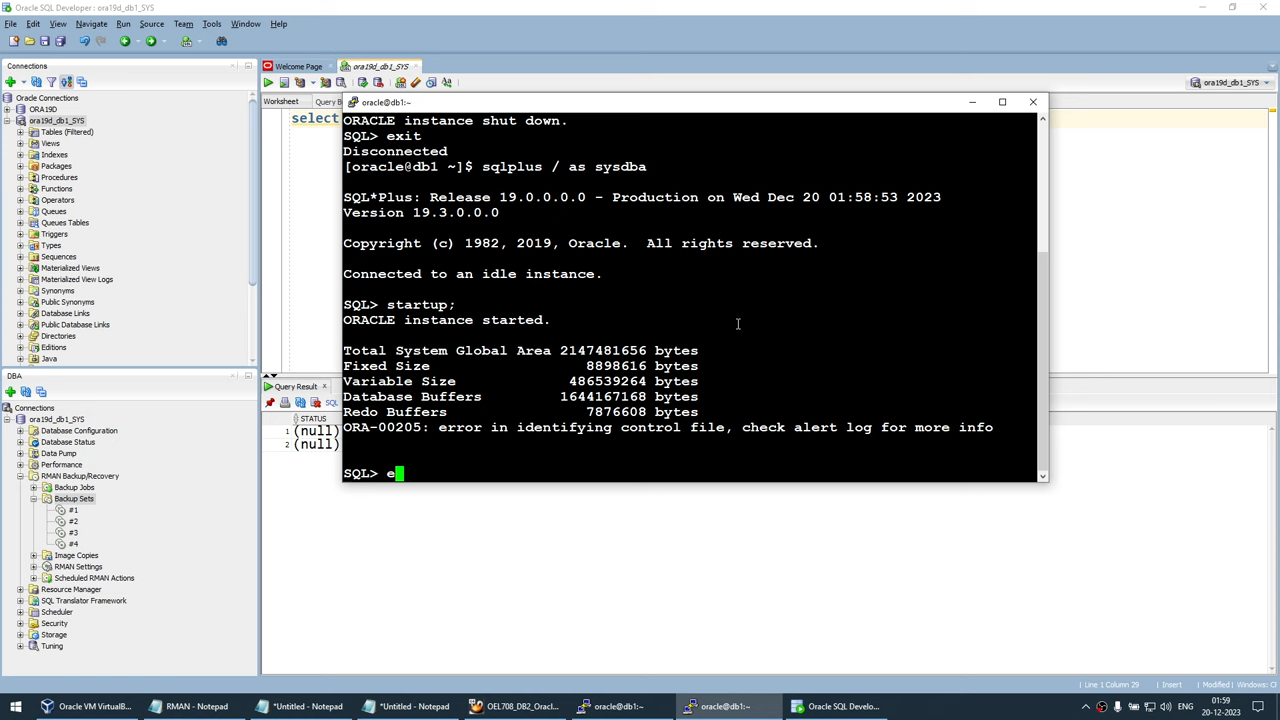 Oracle SQL Developer : ora19d_db1_SYS
File Edit View Navigate Run Source Team Tools Window Help
Connections
Oracle Connections
ORA19D
ora19d_db1_SYS
Tables (Filtered)
Views
Indexes
Packages
Procedures
Functions
Operators
Queues
Queues Tables
Triggers
Types
Sequences
Materialized Views
Materialized View Logs
Synonyms
Public Synonyms
Database Links
Public Database Links
Directories
Editions
Java
DBA
Connections
ora19d_db1_SYS
Database Configuration
Database Status
Data Pump
Performance
RMAN Backup/Recovery
Backup Jobs
Backup Sets
#1
#2
#3
#4
Image Copies
RMAN Settings
Scheduled RMAN Actions
Resource Manager
SQL Translator Framework
Scheduler
Security
Storage
Tuning
Welcome Page
ora19d_db1_SYS
ora19d_db1_SYS
Worksheet
Query B
select
oracle@db1:~
ORACLE instance shut down.
SQL> exit
Disconnected
[oracle@db1 ~]$ sqlplus / as sysdba
SQL*Plus: Release 19.0.0.0.0 - Production on Wed Dec 20 01:58:53 2023
Version 19.3.0.0.0
Copyright (c) 1982, 2019, Oracle.  All rights reserved.
Connected to an idle instance.
SQL> startup;
ORACLE instance started.
Total System Global Area 2147481656 bytes
Fixed Size 8898616 bytes
Variable Size 486539264 bytes
Database Buffers 1644167168 bytes
Redo Buffers 7876608 bytes
ORA-00205: error in identifying control file, check alert log for more info
SQL> e
Query Result
SQL
STATUS
1 (null)
2 (null)
Line 1 Column 29 Insert Modified Windows: Cl
Oracle VM VirtualB...
RMAN - Notepad
*Untitled - Notepad
*Untitled - Notepad
OEL708_DB2_Oracl...
oracle@db1:~
oracle@db1:~
Oracle SQL Develo...
01:59
20-12-2023